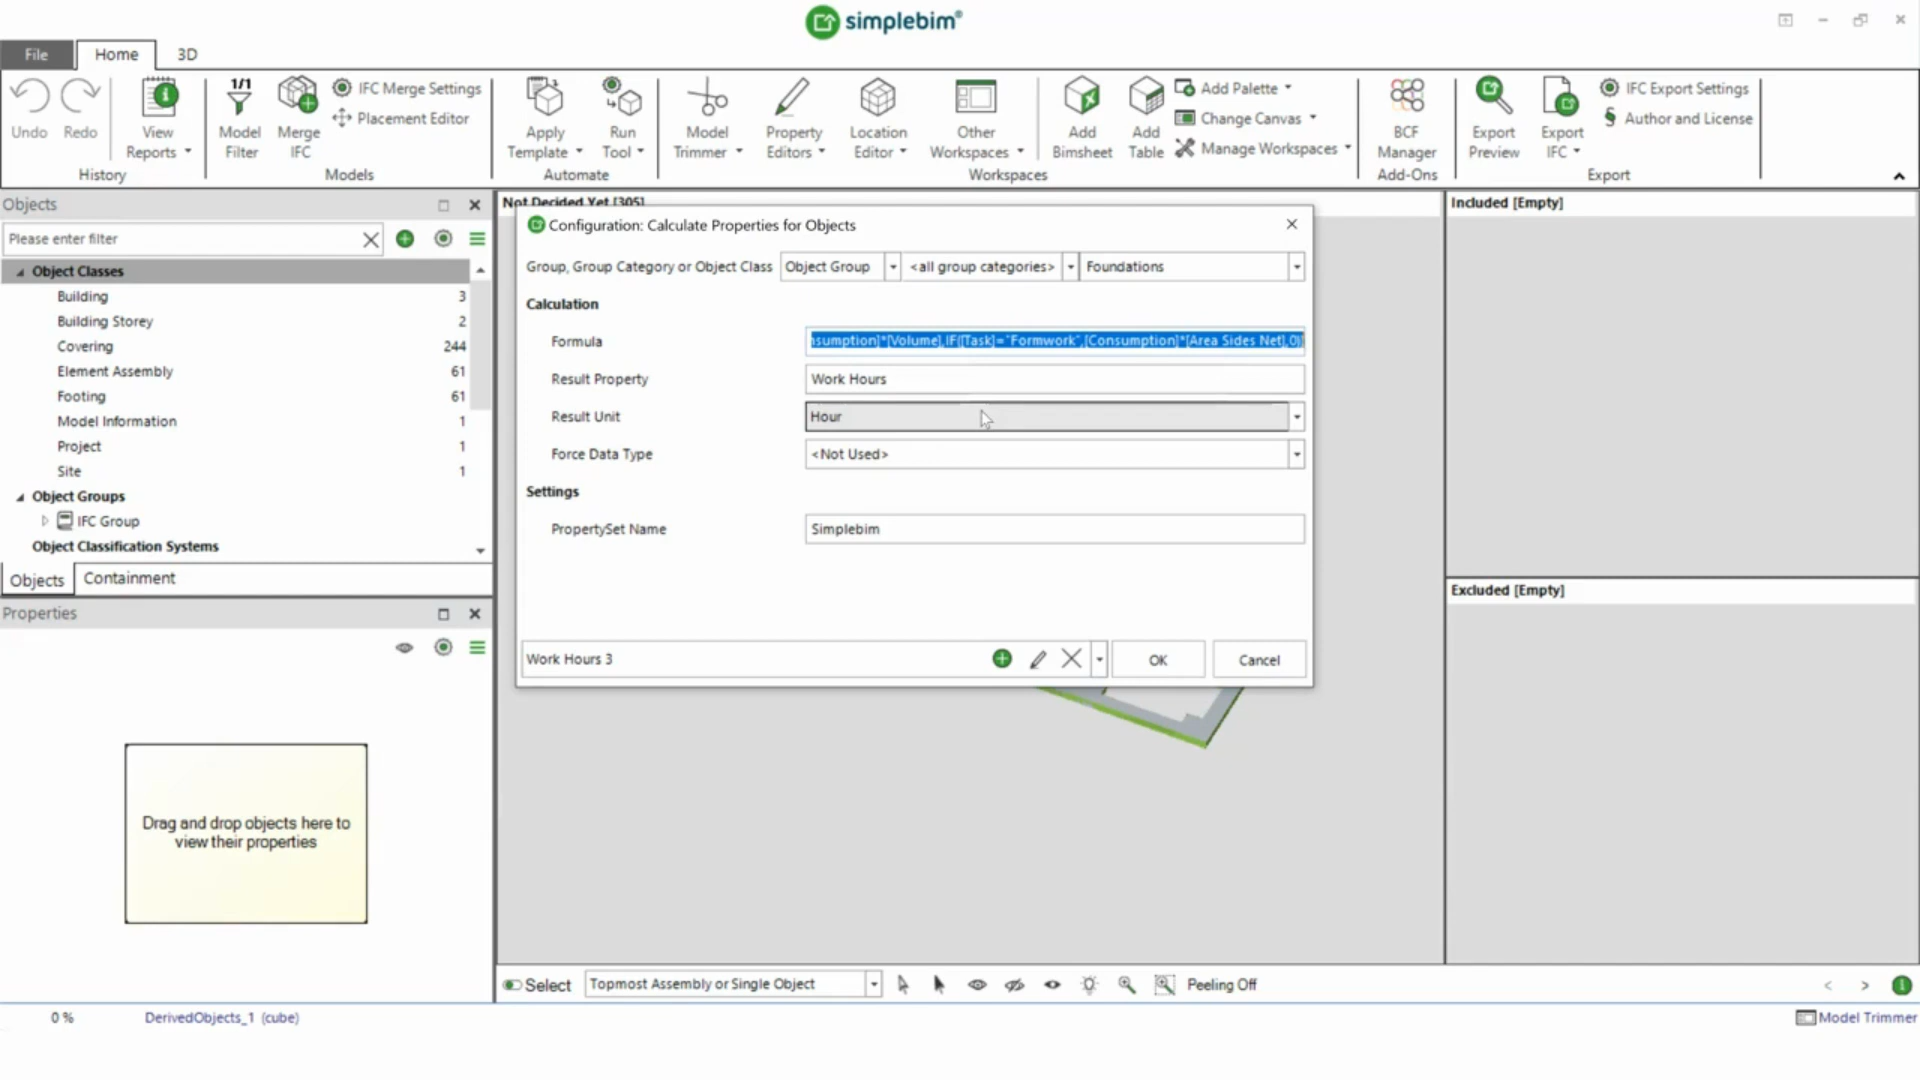 simplebim®
File
Home
3D
Undo
Redo
View Reports
History
1/1
Model Filter
Merge IFC
IFC Merge Settings
Placement Editor
Models
Apply Template
Run Tool
Automate
Model Trimmer
Property Editors
Location Editor
Other Workspaces
Add Bimsheet
Add Table
Add Palette
Change Canvas
Manage Workspaces
Workspaces
BCF Manager
Add-Ons
Export Preview
Export IFC
IFC Export Settings
Author and License
Export
Objects
Please enter filter
Object Classes
Building 3
Building Storey 2
Covering 244
Element Assembly 61
Footing 61
Model Information 1
Project 1
Site 1
Object Groups
IFC Group
Object Classification Systems
Objects
Containment
Properties
Drag and drop objects here to
view their properties
Not Decided Yet [305]
Configuration: Calculate Properties for Objects
Group, Group Category or Object Class
Object Group
<all group categories>
Foundations
Calculation
Formula
nsumption]*[Volume],IF([Task]="Formwork",[Consumption]*[Area Sides Net],0))
Result Property
Work Hours
Result Unit
Hour
Force Data Type
<Not Used>
Settings
PropertySet Name
Simplebim
Work Hours 3
OK
Cancel
Included [Empty]
Excluded [Empty]
Select
Topmost Assembly or Single Object
Peeling Off
0 %
DerivedObjects_1 (cube)
Model Trimmer